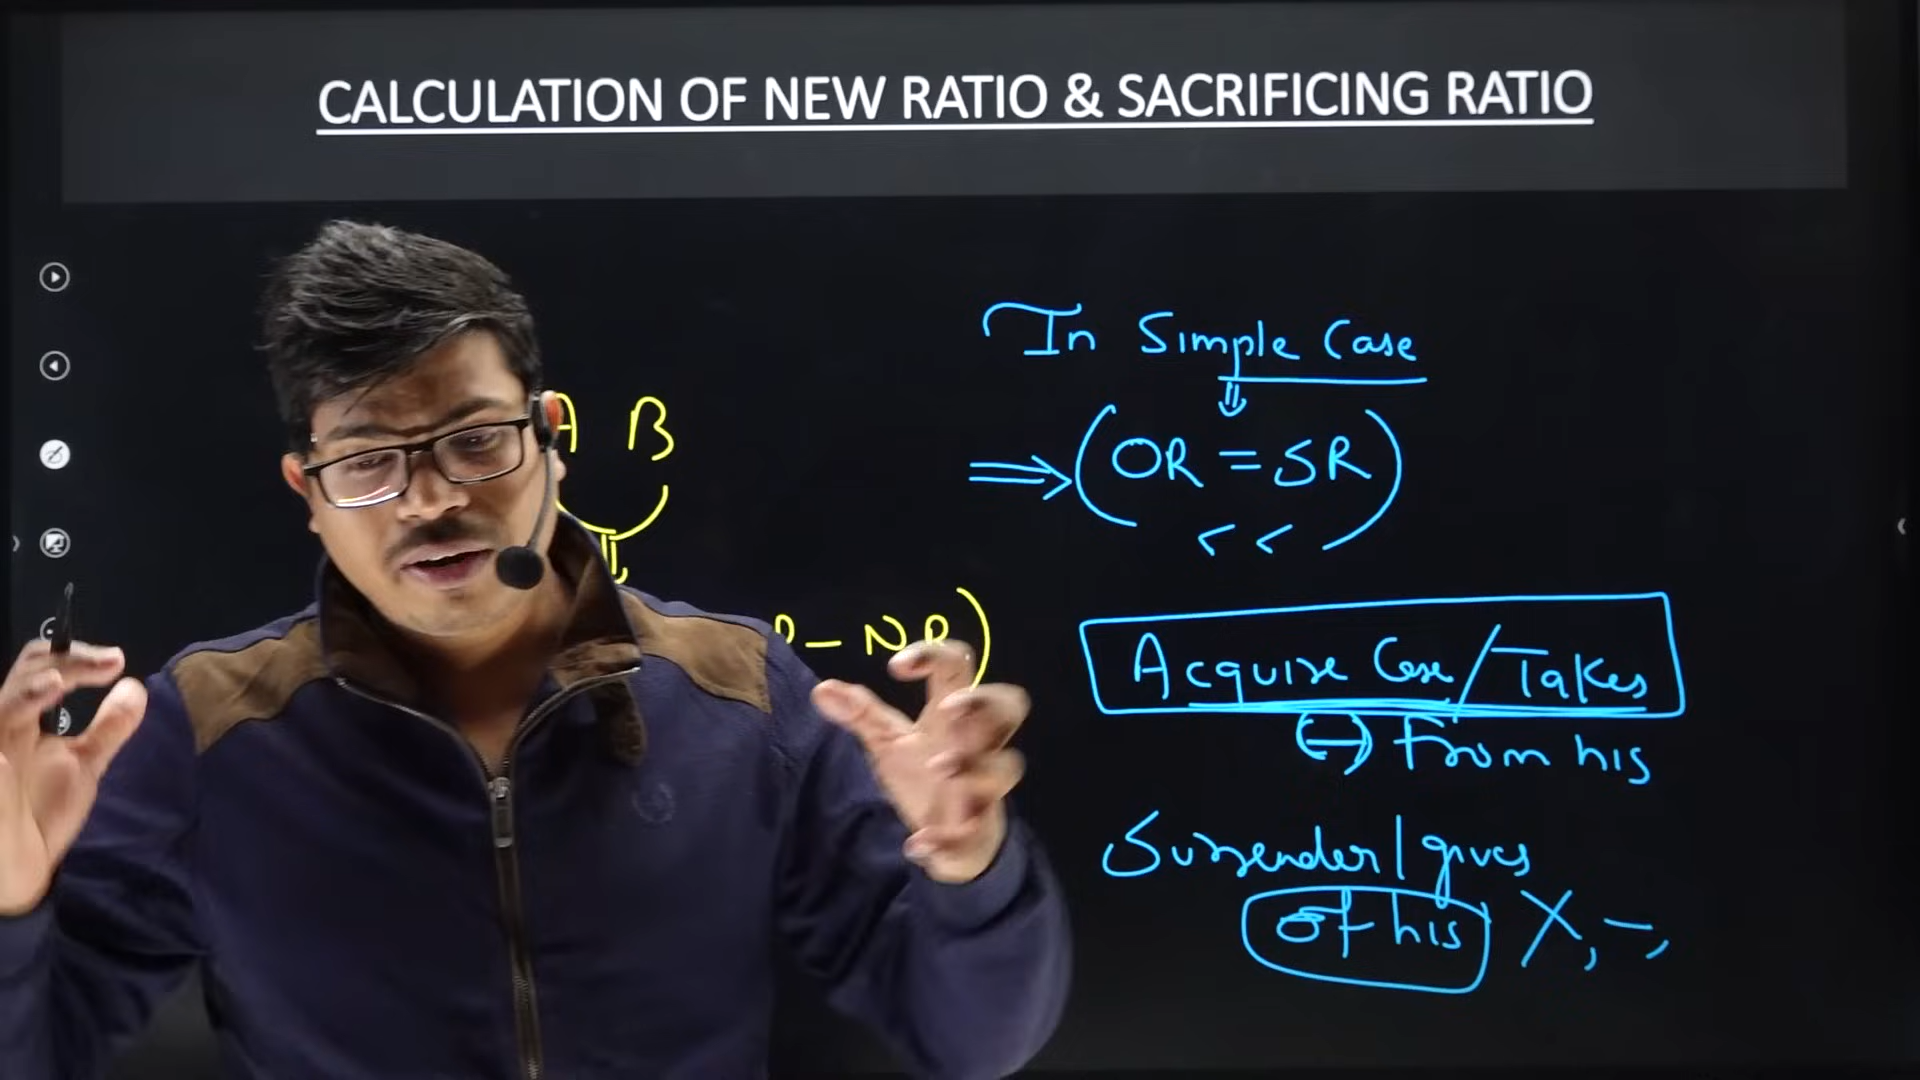 CALCULATION OF NEW RATIO & SACRIFICING RATIO
In Simple Case
A B
(OR = SR)
- NR)
Acquire Case/Takes
(-) from his
Surrender/gives
of his X, -,